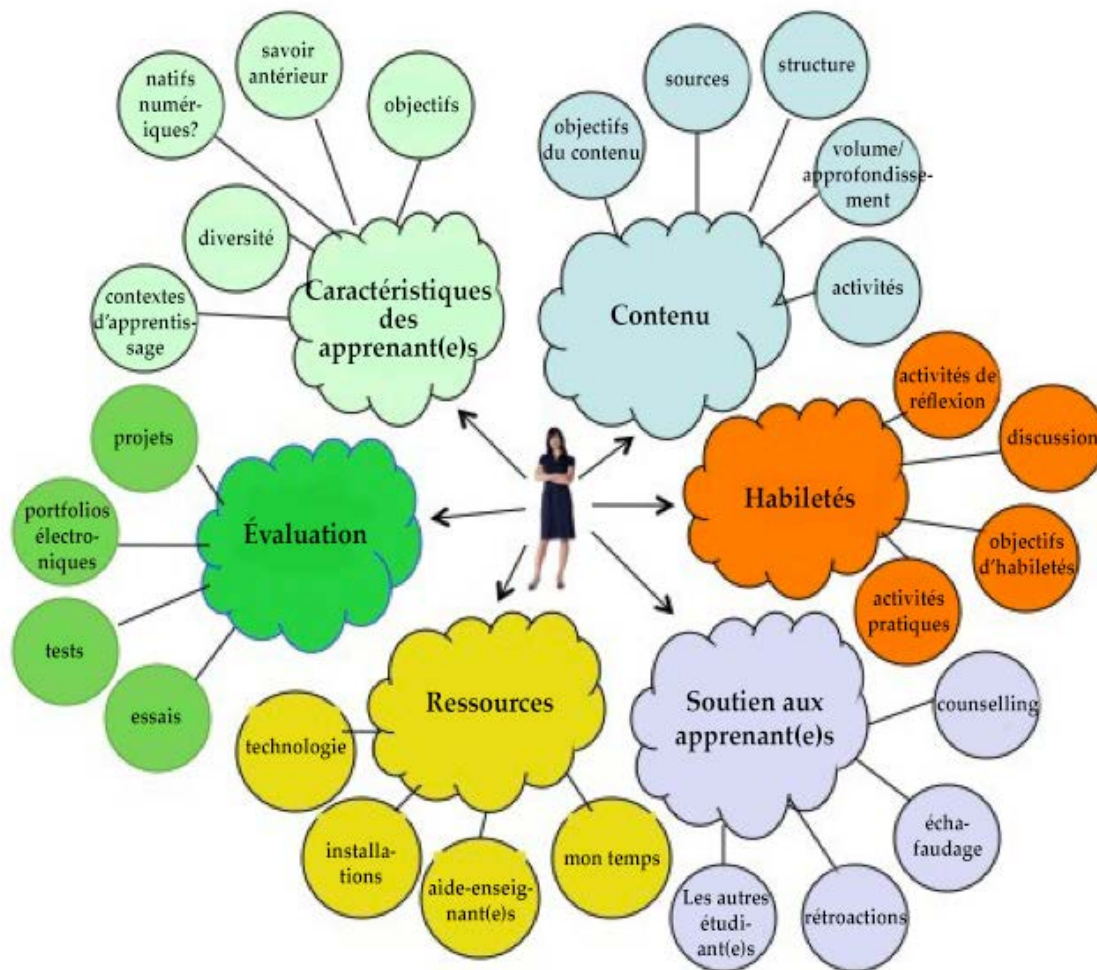 natifs
numér-
iques?
savoir
antérieur
objectifs
diversité
contextes
d'apprentis-
sage
Caractéristiques
des
apprenant(e)s
objectifs
du contenu
sources
structure
volume/
approfondisse-
ment
activités
Contenu
activités de
réflexion
discussion
objectifs
d'habiletés
activités
pratiques
Habiletés
projets
portfolios
électro-
niques
tests
essais
Évaluation
Ressources
technologie
installa-
tions
aide-enseig-
nant(e)s
mon temps
Soutien aux
apprenant(e)s
counselling
écha-
faudage
rétroactions
Les autres
étudi-
ant(e)s